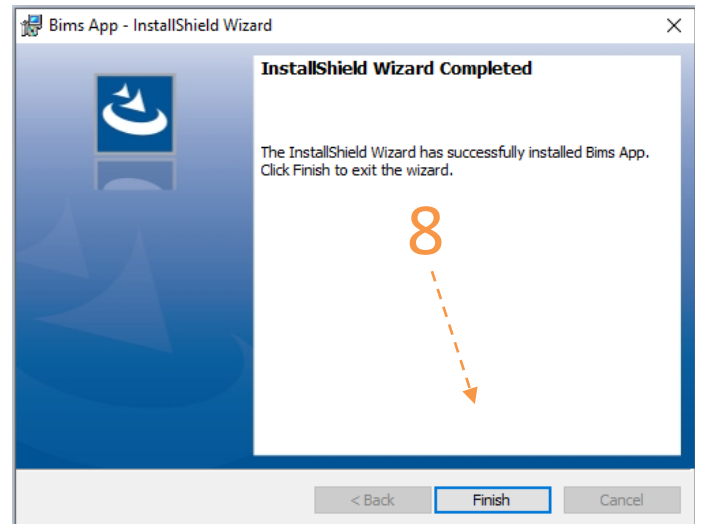 Bims App - InstallShield Wizard
InstallShield Wizard Completed
The InstallShield Wizard has successfully installed Bims App.
Click Finish to exit the wizard.
8
< Back Finish Cancel